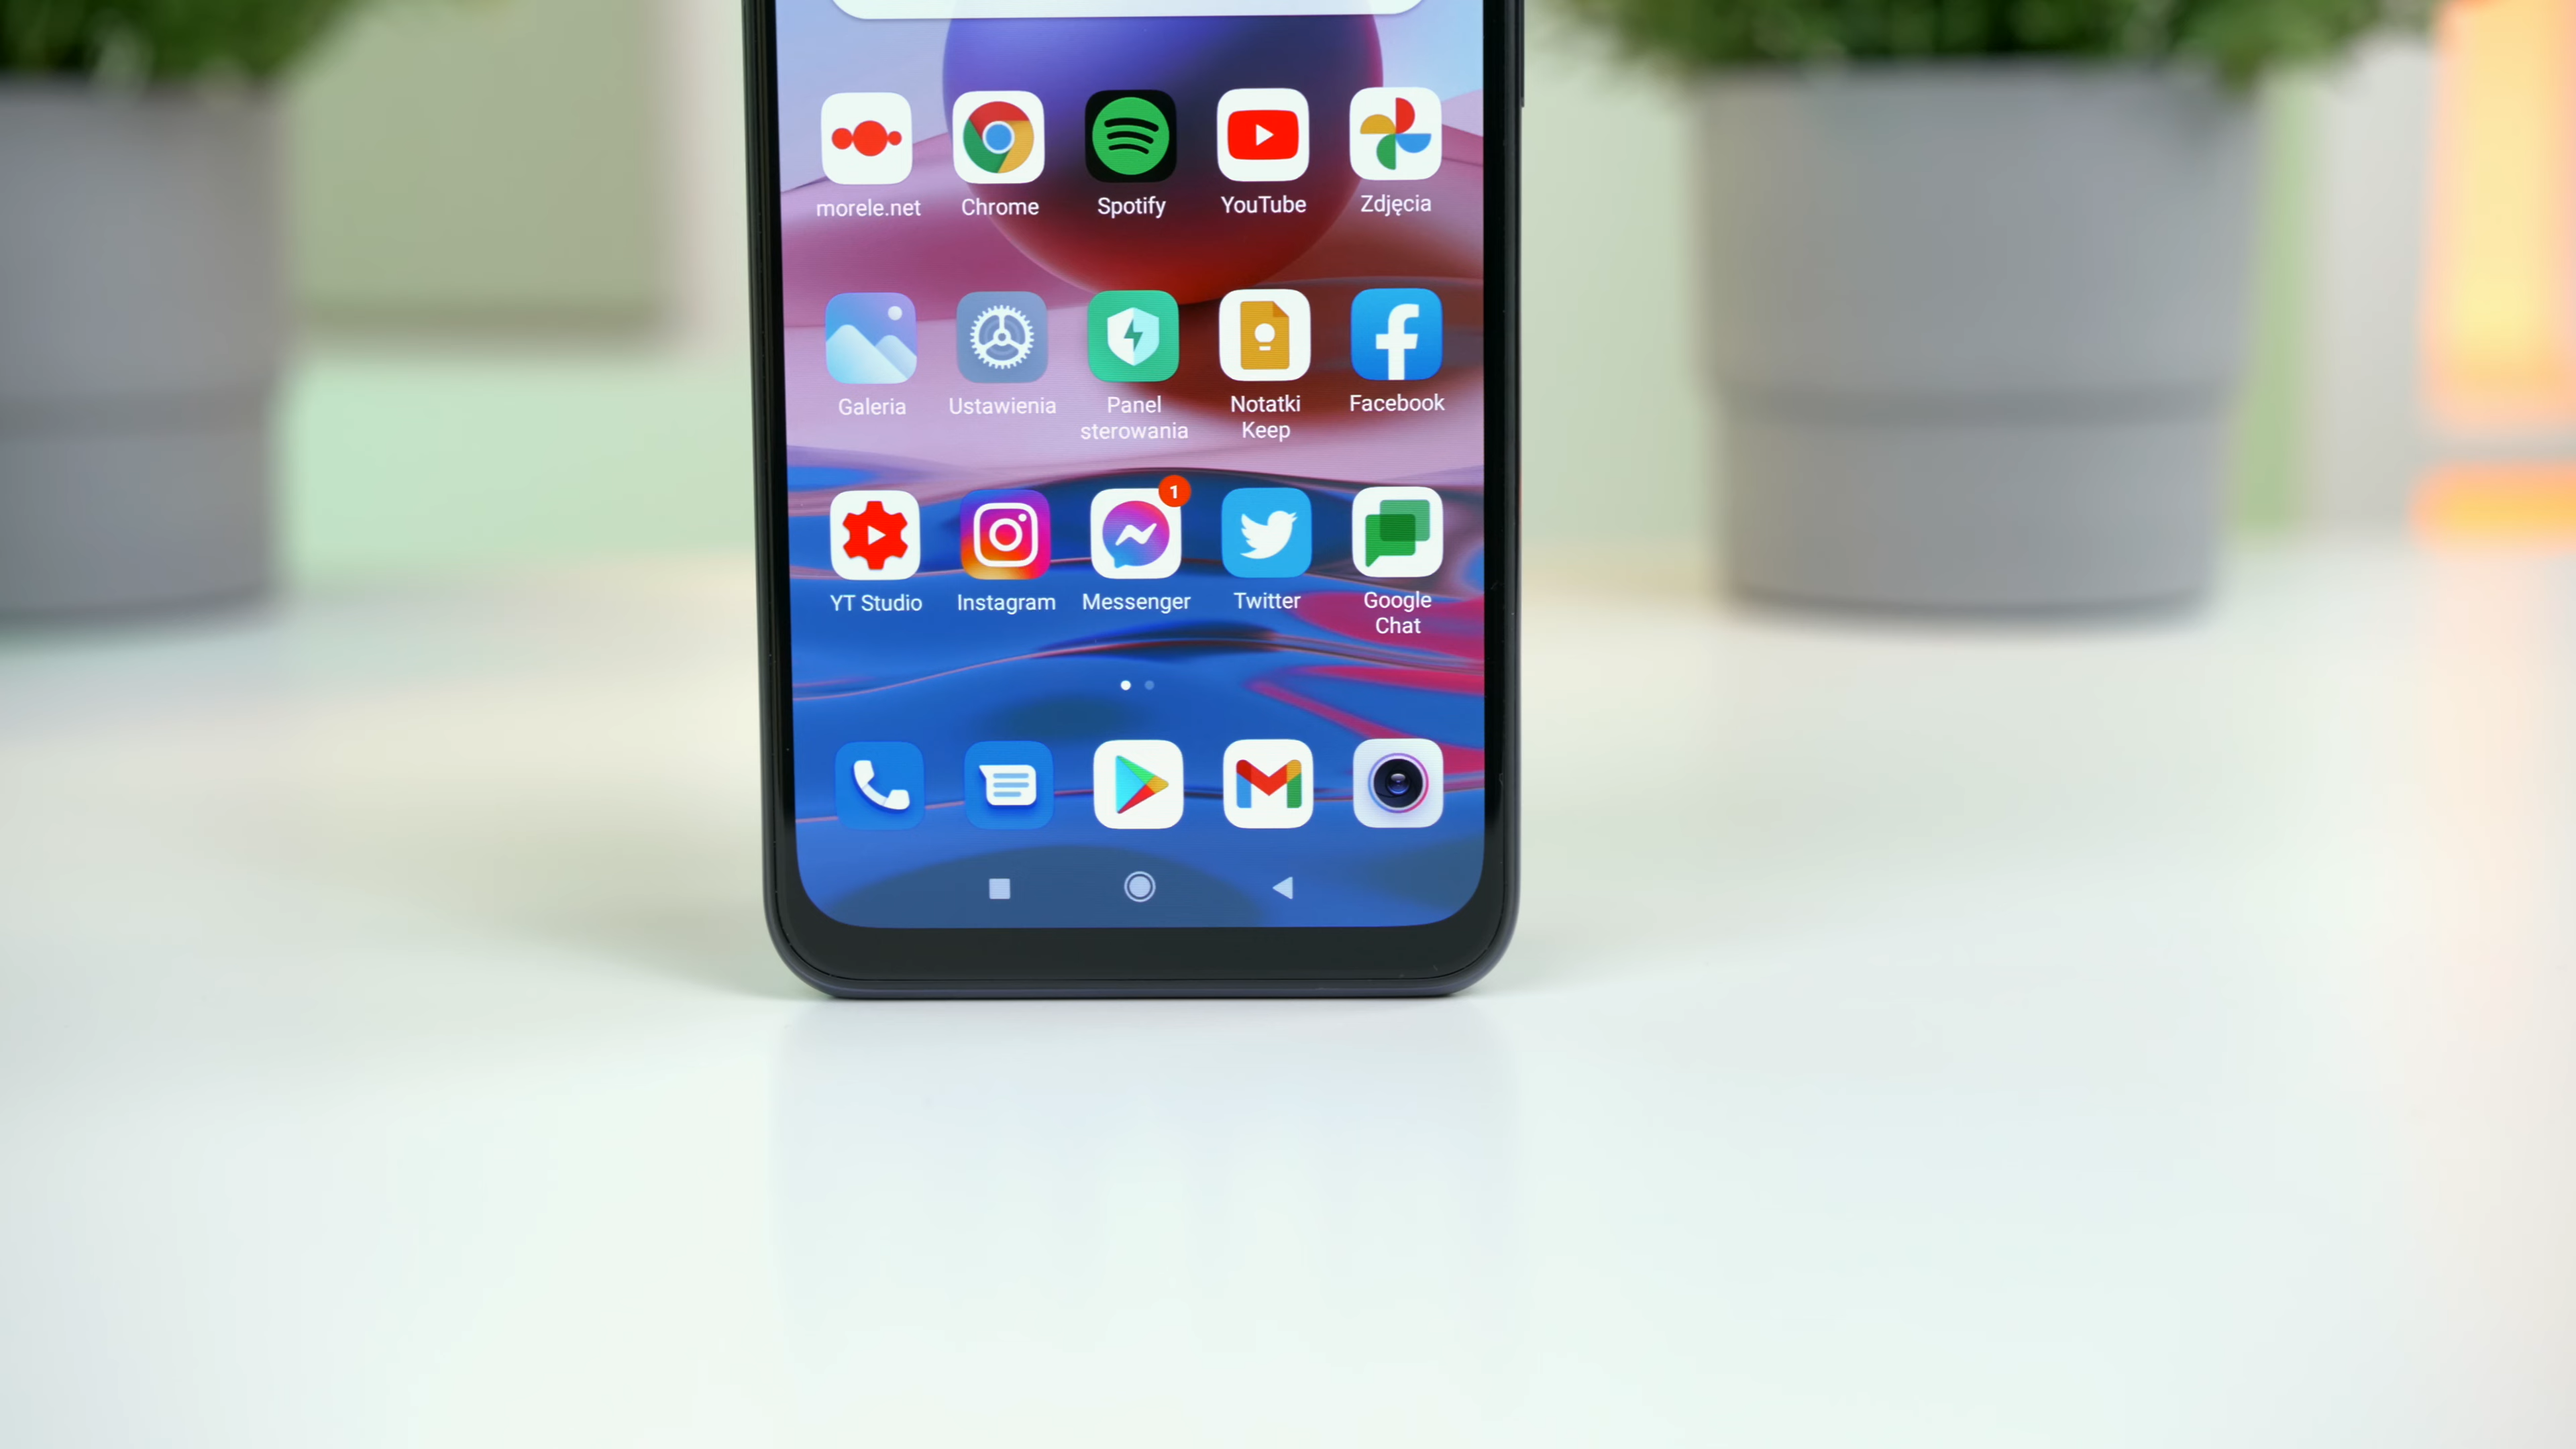 morele.net Chrome Spotify YouTube Zdjęcia
Galeria Ustawienia Panel Notatki Facebook
sterowania Keep
1
YT Studio Instagram Messenger Twitter Google
Chat